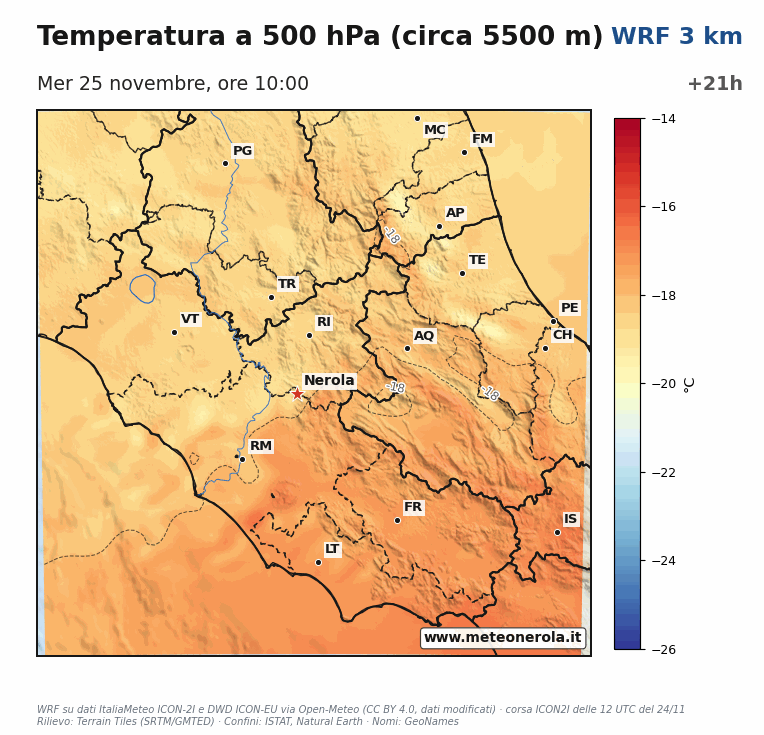 Temperatura a 500 hPa (circa 5500 m) WRF 3 km
Mer 25 novembre, ore 10:00 +21h
MC
FM
PG
AP
-18
TE
TR
PE
VT
RI
AQ
CH
Nerola
-18
-18
RM
FR
IS
LT
www.meteonerola.it
−14
−16
−18
−20
−22
−24
−26
°C
WRF su dati ItaliaMeteo ICON-2I e DWD ICON-EU via Open-Meteo (CC BY 4.0, dati modificati) · corsa ICON2I delle 12 UTC del 24/11
Rilievo: Terrain Tiles (SRTM/GMTED) · Confini: ISTAT, Natural Earth · Nomi: GeoNames